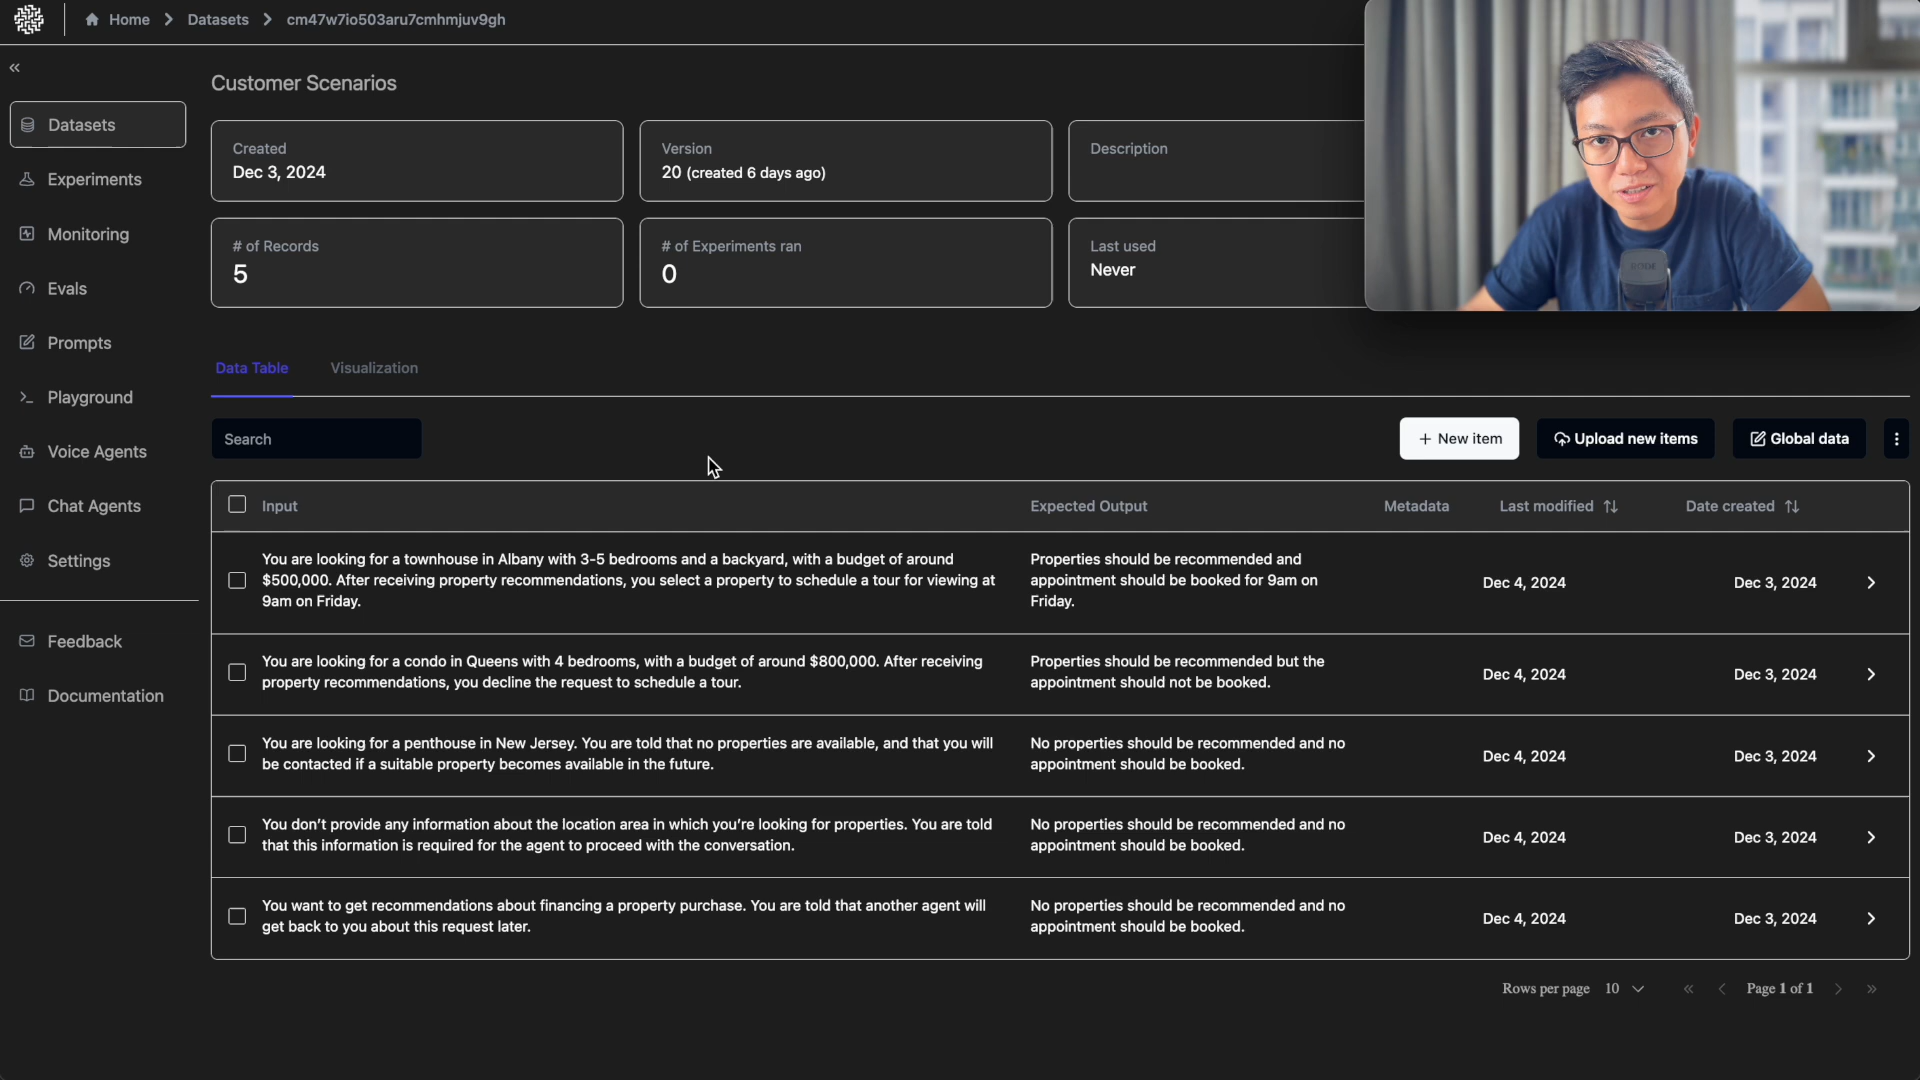 Home
Datasets
cm47w7io503aru7cmhmjuv9gh
Customer Scenarios
Datasets
Experiments
Monitoring
Evals
Prompts
Playground
Voice Agents
Chat Agents
Settings
Feedback
Documentation
Created
Dec 3, 2024
Version
20 (created 6 days ago)
Description
# of Records
5
# of Experiments ran
0
Last used
Never
RODE
Data Table
Visualization
Search
+ New item
Upload new items
Global data
Input
Expected Output
Metadata
Last modified
Date created
You are looking for a townhouse in Albany with 3-5 bedrooms and a backyard, with a budget of around
$500,000. After receiving property recommendations, you select a property to schedule a tour for viewing at
9am on Friday.
Properties should be recommended and
appointment should be booked for 9am on
Friday.
Dec 4, 2024
Dec 3, 2024
You are looking for a condo in Queens with 4 bedrooms, with a budget of around $800,000. After receiving
property recommendations, you decline the request to schedule a tour.
Properties should be recommended but the
appointment should not be booked.
Dec 4, 2024
Dec 3, 2024
You are looking for a penthouse in New Jersey. You are told that no properties are available, and that you will
be contacted if a suitable property becomes available in the future.
No properties should be recommended and no
appointment should be booked.
Dec 4, 2024
Dec 3, 2024
You don't provide any information about the location area in which you're looking for properties. You are told
that this information is required for the agent to proceed with the conversation.
No properties should be recommended and no
appointment should be booked.
Dec 4, 2024
Dec 3, 2024
You want to get recommendations about financing a property purchase. You are told that another agent will
get back to you about this request later.
No properties should be recommended and no
appointment should be booked.
Dec 4, 2024
Dec 3, 2024
Rows per page 10
Page 1 of 1